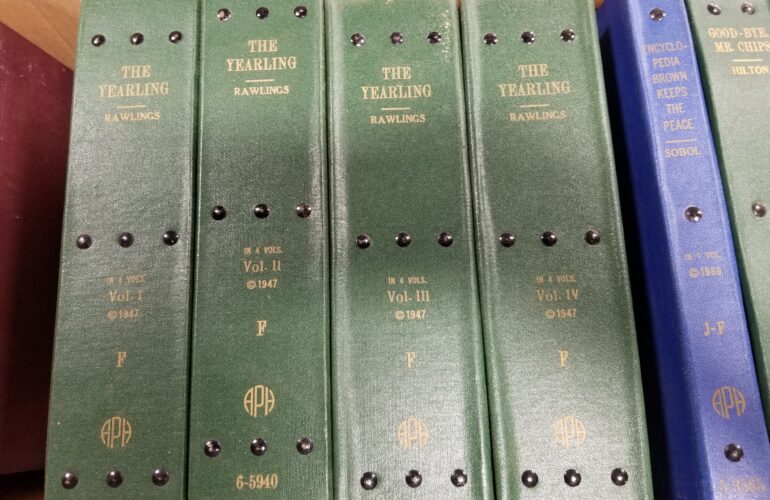 THE
YEARLING
RAWLINGS
IN 4 VOLS.
Vol. I
©1947
F
APH
THE
YEARLING
RAWLINGS
IN 4 VOLS.
Vol. II
©1947
F
APH
6-5940
THE
YEARLING
RAWLINGS
IN 4 VOLS.
Vol. III
©1947
F
APH
THE
YEARLING
RAWLINGS
IN 4 VOLS.
Vol. IV
©1947
F
APH
ENCYCLO-
PEDIA
BROWN
KEEPS
THE
PEACE
SOBOL
IN 1 VOL.
©1969
J-F
APH
GOOD-BYE,
MR. CHIPS
HILTON